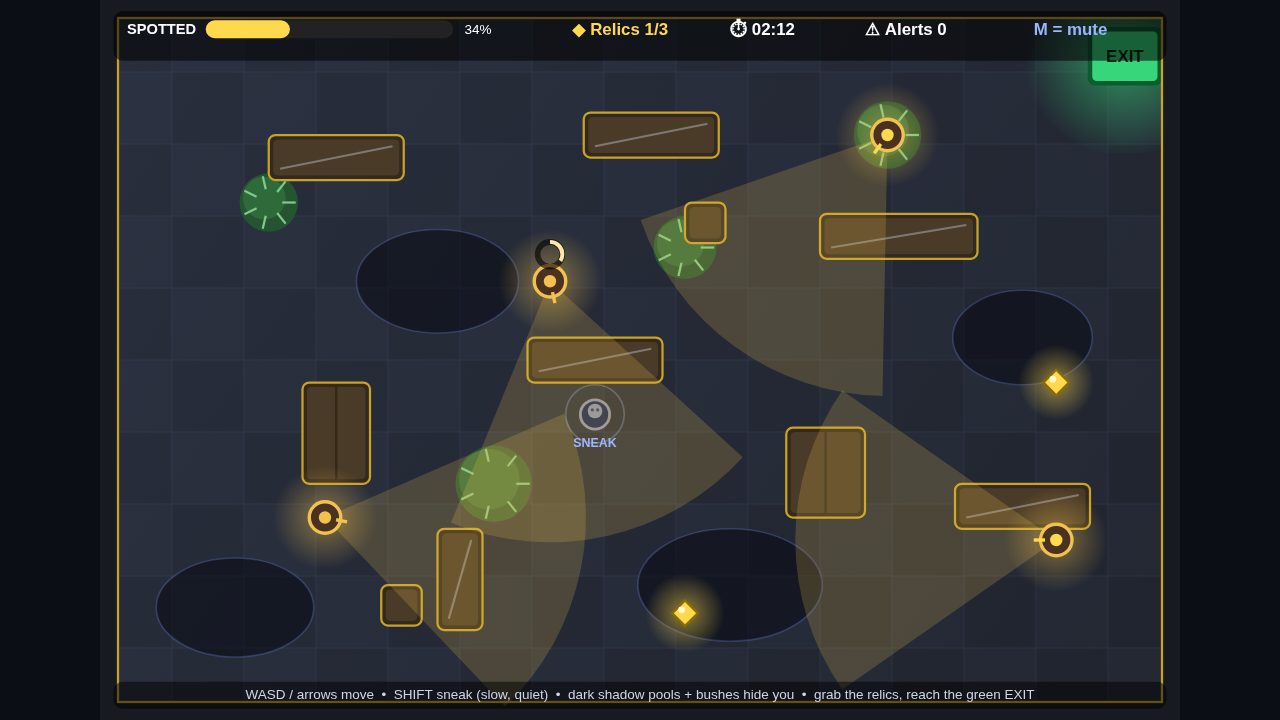 SPOTTED 34% ◆ Relics 1/3 ⏱ 02:12 ⚠ Alerts 0 M = mute
EXIT
SNEAK
WASD / arrows move • SHIFT sneak (slow, quiet) • dark shadow pools + bushes hide you • grab the relics, reach the green EXIT